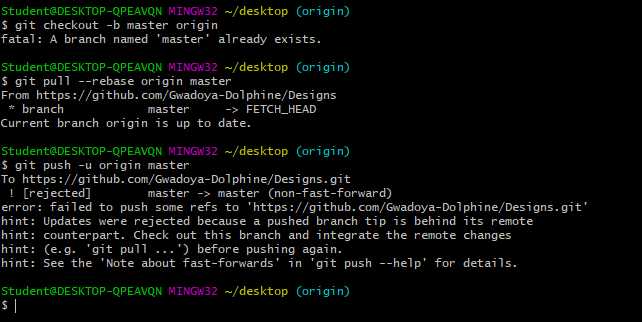 Student@DESKTOP-QPEAVQN MINGW32 ~/desktop (origin)
$ git checkout -b master origin
fatal: A branch named 'master' already exists.
Student@DESKTOP-QPEAVQN MINGW32 ~/desktop (origin)
$ git pull --rebase origin master
From https://github.com/Gwadoya-Dolphine/Designs
 * branch            master     -> FETCH_HEAD
Current branch origin is up to date.
Student@DESKTOP-QPEAVQN MINGW32 ~/desktop (origin)
$ git push -u origin master
To https://github.com/Gwadoya-Dolphine/Designs.git
 ! [rejected]        master -> master (non-fast-forward)
error: failed to push some refs to 'https://github.com/Gwadoya-Dolphine/Designs.git'
hint: Updates were rejected because a pushed branch tip is behind its remote
hint: counterpart. Check out this branch and integrate the remote changes
hint: (e.g. 'git pull ...') before pushing again.
hint: See the 'Note about fast-forwards' in 'git push --help' for details.
Student@DESKTOP-QPEAVQN MINGW32 ~/desktop (origin)
$